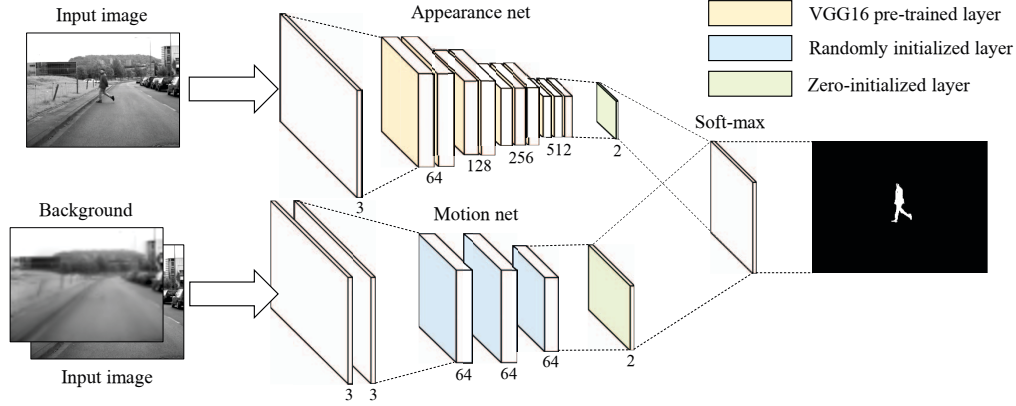 Input image
Appearance net
VGG16 pre-trained layer
Randomly initialized layer
Zero-initialized layer
Soft-max
64
128
256
512
2
3
Background
Motion net
Input image
64
64
64
2
3
3